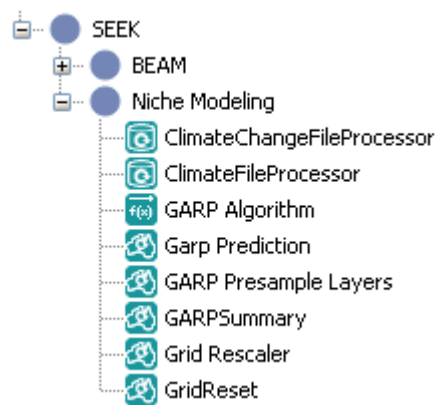 SEEK
BEAM
Niche Modeling
ClimateChangeFileProcessor
ClimateFileProcessor
f(x) GARP Algorithm
Garp Prediction
GARP Presample Layers
GARPSummary
Grid Rescaler
GridReset